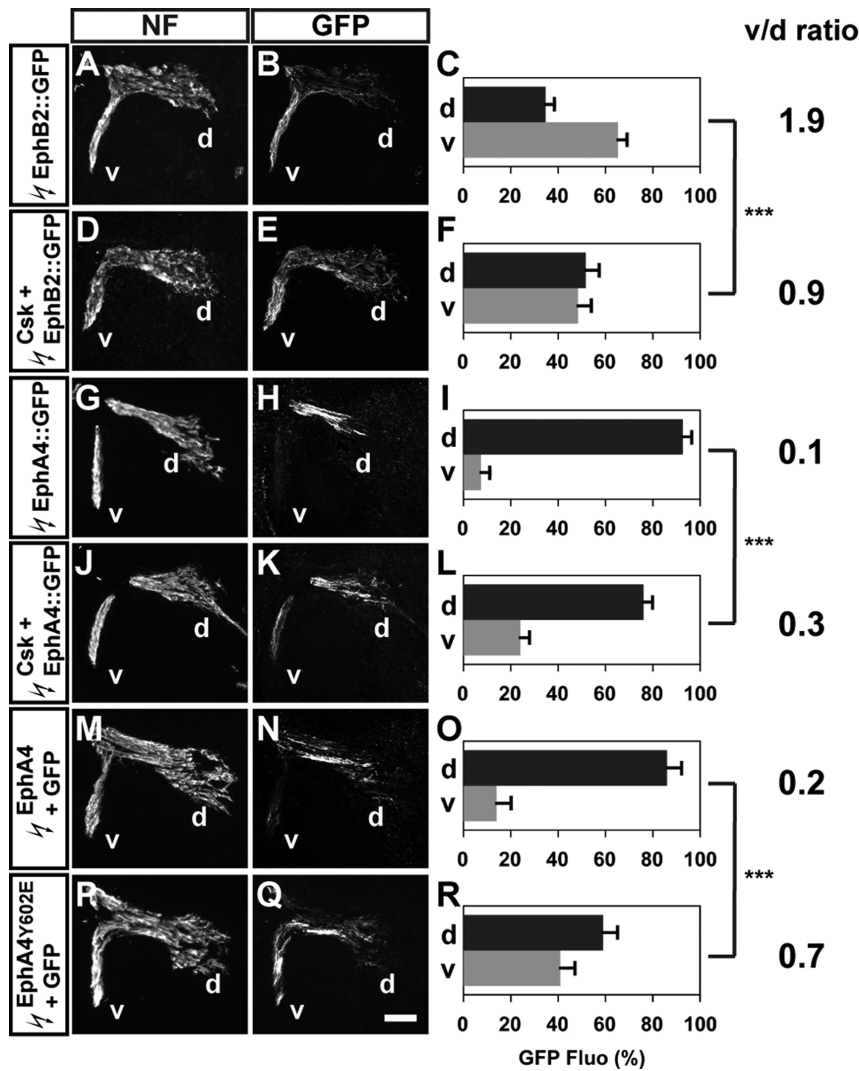 NF GFP v/d ratio
EphB2::GFP
A v d
B v d
C
d
v
0 20 40 60 80 100
1.9
***
Csk +
EphB2::GFP
D v d
E v d
F
d
v
0 20 40 60 80 100
0.9
EphA4::GFP
G v d
H v d
I
d
v
0 20 40 60 80 100
0.1
***
Csk +
EphA4::GFP
J v d
K v d
L
d
v
0 20 40 60 80 100
0.3
EphA4
+ GFP
M v d
N v d
O
d
v
0 20 40 60 80 100
0.2
***
EphA4Y602E
+ GFP
P v d
Q v d
R
d
v
0 20 40 60 80 100
0.7
GFP Fluo (%)